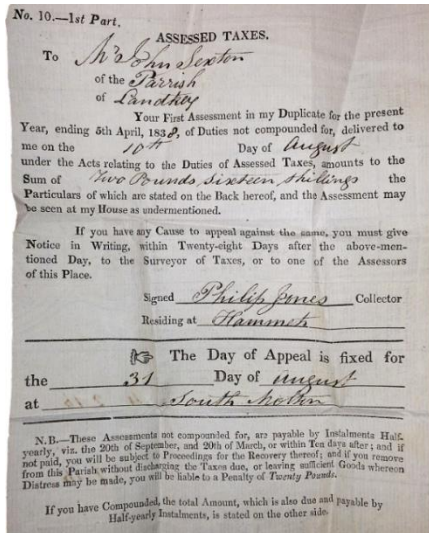 No. 10.—1st Part.
ASSESSED TAXES.
To Mr John Sexton
of the Parrish
of Landkey
Your First Assessment in my Duplicate for the present
Year, ending 5th April, 1838, of Duties not compounded for, delivered to
me on the 10th Day of August
under the Acts relating to the Duties of Assessed Taxes, amounts to the
Sum of Two Pounds sixteen shillings the
Particulars of which are stated on the Back hereof, and the Assessment may
be seen at my House as undermentioned.
If you have any Cause to appeal against the same, you must give
Notice in Writing, within Twenty-eight Days after the above-men-
tioned Day, to the Surveyor of Taxes, or to one of the Assessors
of this Place.
Signed Philip Jones Collector
Residing at
☞ The Day of Appeal is fixed for
the 31 Day of August
at South Molton
N.B.—These Assessments not compounded for, are payable by Instalments Half-
yearly, viz. the 20th of September, and 20th of March, or within Ten days after; and if
not paid, you will be subject to Proceedings for the Recovery thereof; and if you remove
from this Parish without discharging the Taxes due, or leaving sufficient Goods whereon
Distress may be made, you will be liable to a Penalty of Twenty Pounds.
If you have Compounded, the total Amount, which is also due and payable by
Half-yearly Instalments, is stated on the other side.